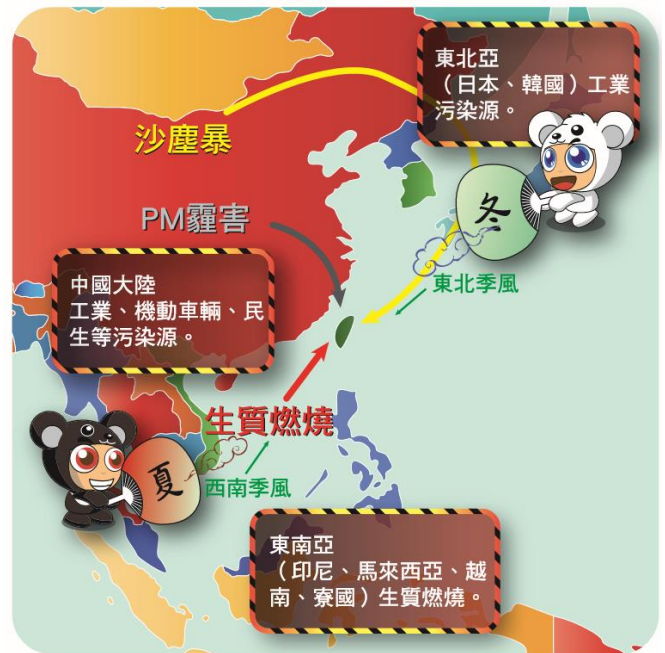 東北亞
（日本、韓國）工業
污染源。
沙塵暴
冬
PM霾害
東北季風
中國大陸
工業、機動車輛、民
生等污染源。
生質燃燒
夏
西南季風
東南亞
（印尼、馬來西亞、越
南、寮國）生質燃燒。